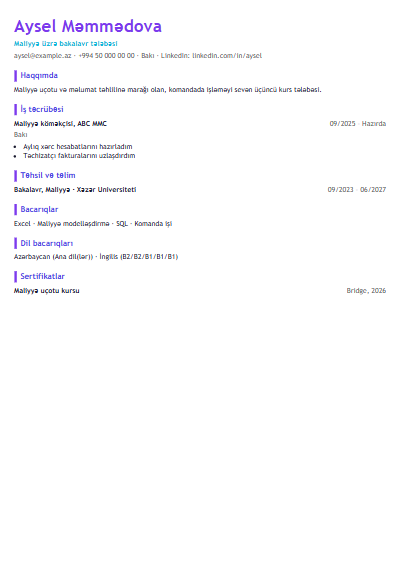 Aysel Məmmədova
Maliyyə üzrə bakalavr tələbəsi
aysel@example.az · +994 50 000 00 00 · Bakı · LinkedIn: linkedin.com/in/aysel
Haqqımda
Maliyyə uçotu və məlumat təhlilinə marağı olan, komandada işləməyi sevən üçüncü kurs tələbəsi.
İş təcrübəsi
Maliyyə köməkçisi, ABC MMC 09/2025 - Hazırda
Bakı
• Aylıq xərc hesabatlarını hazırladım
• Təchizatçı fakturalarını uzlaşdırdım
Təhsil və təlim
Bakalavr, Maliyyə · Xəzər Universiteti 09/2023 - 06/2027
Bacarıqlar
Excel · Maliyyə modelləşdirmə · SQL · Komanda işi
Dil bacarıqları
Azərbaycan (Ana dil(lər)) · İngilis (B2/B2/B1/B1/B1)
Sertifikatlar
Maliyyə uçotu kursu Bridge, 2026